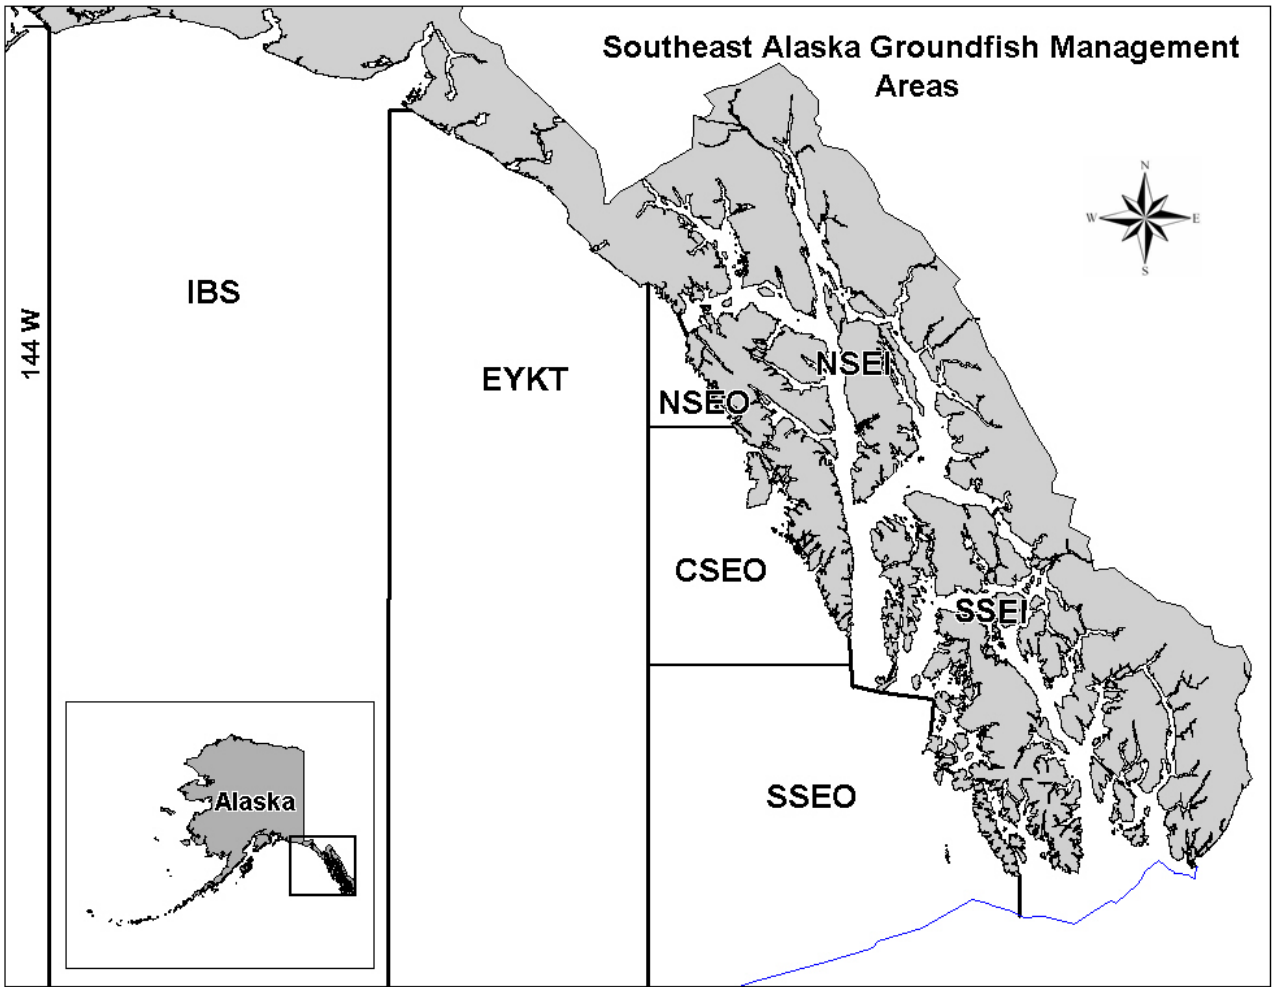 Southeast Alaska Groundfish Management
Areas
N
W
E
S
IBS
144 W
EYKT
NSEI
NSEO
CSEO
SSEI
SSEO
Alaska